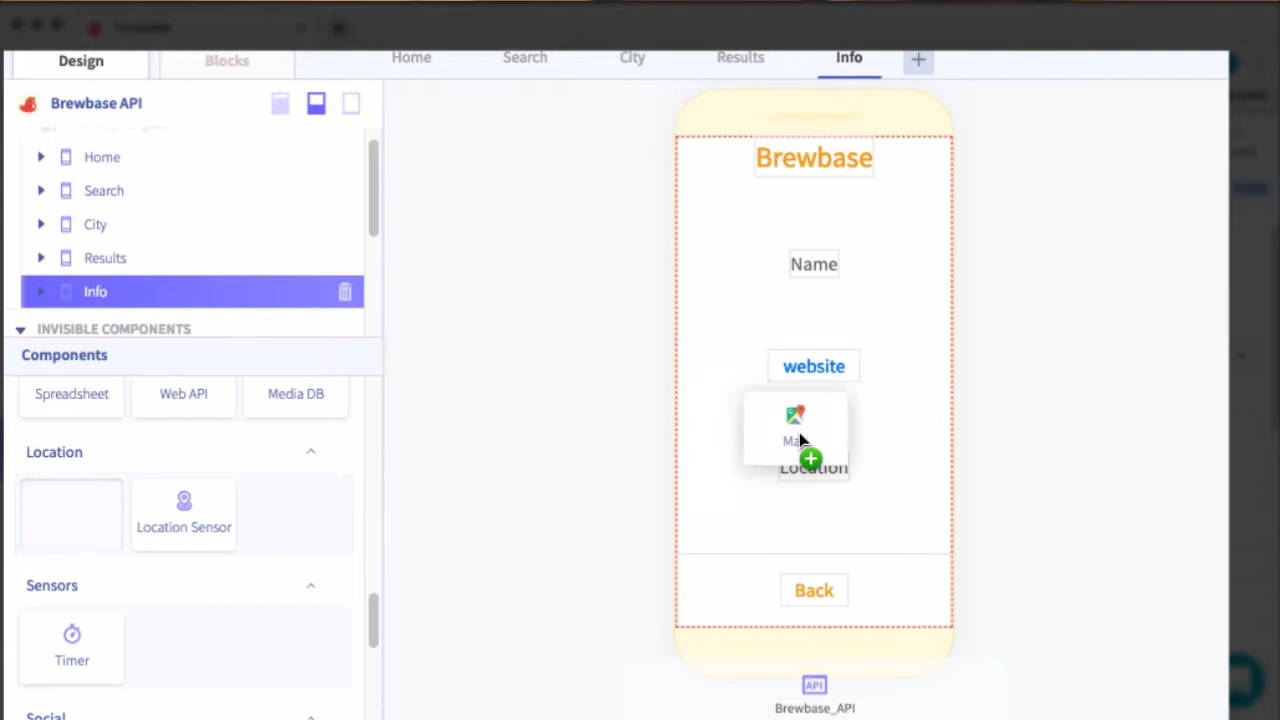 Design
Blocks
Home
Search
City
Results
Info
+
Brewbase API
Home
Search
City
Results
Info
INVISIBLE COMPONENTS
Components
Spreadsheet
Web API
Media DB
Location
Location Sensor
Sensors
Timer
Social
Brewbase
Name
website
Location
Back
API
Brewbase_API